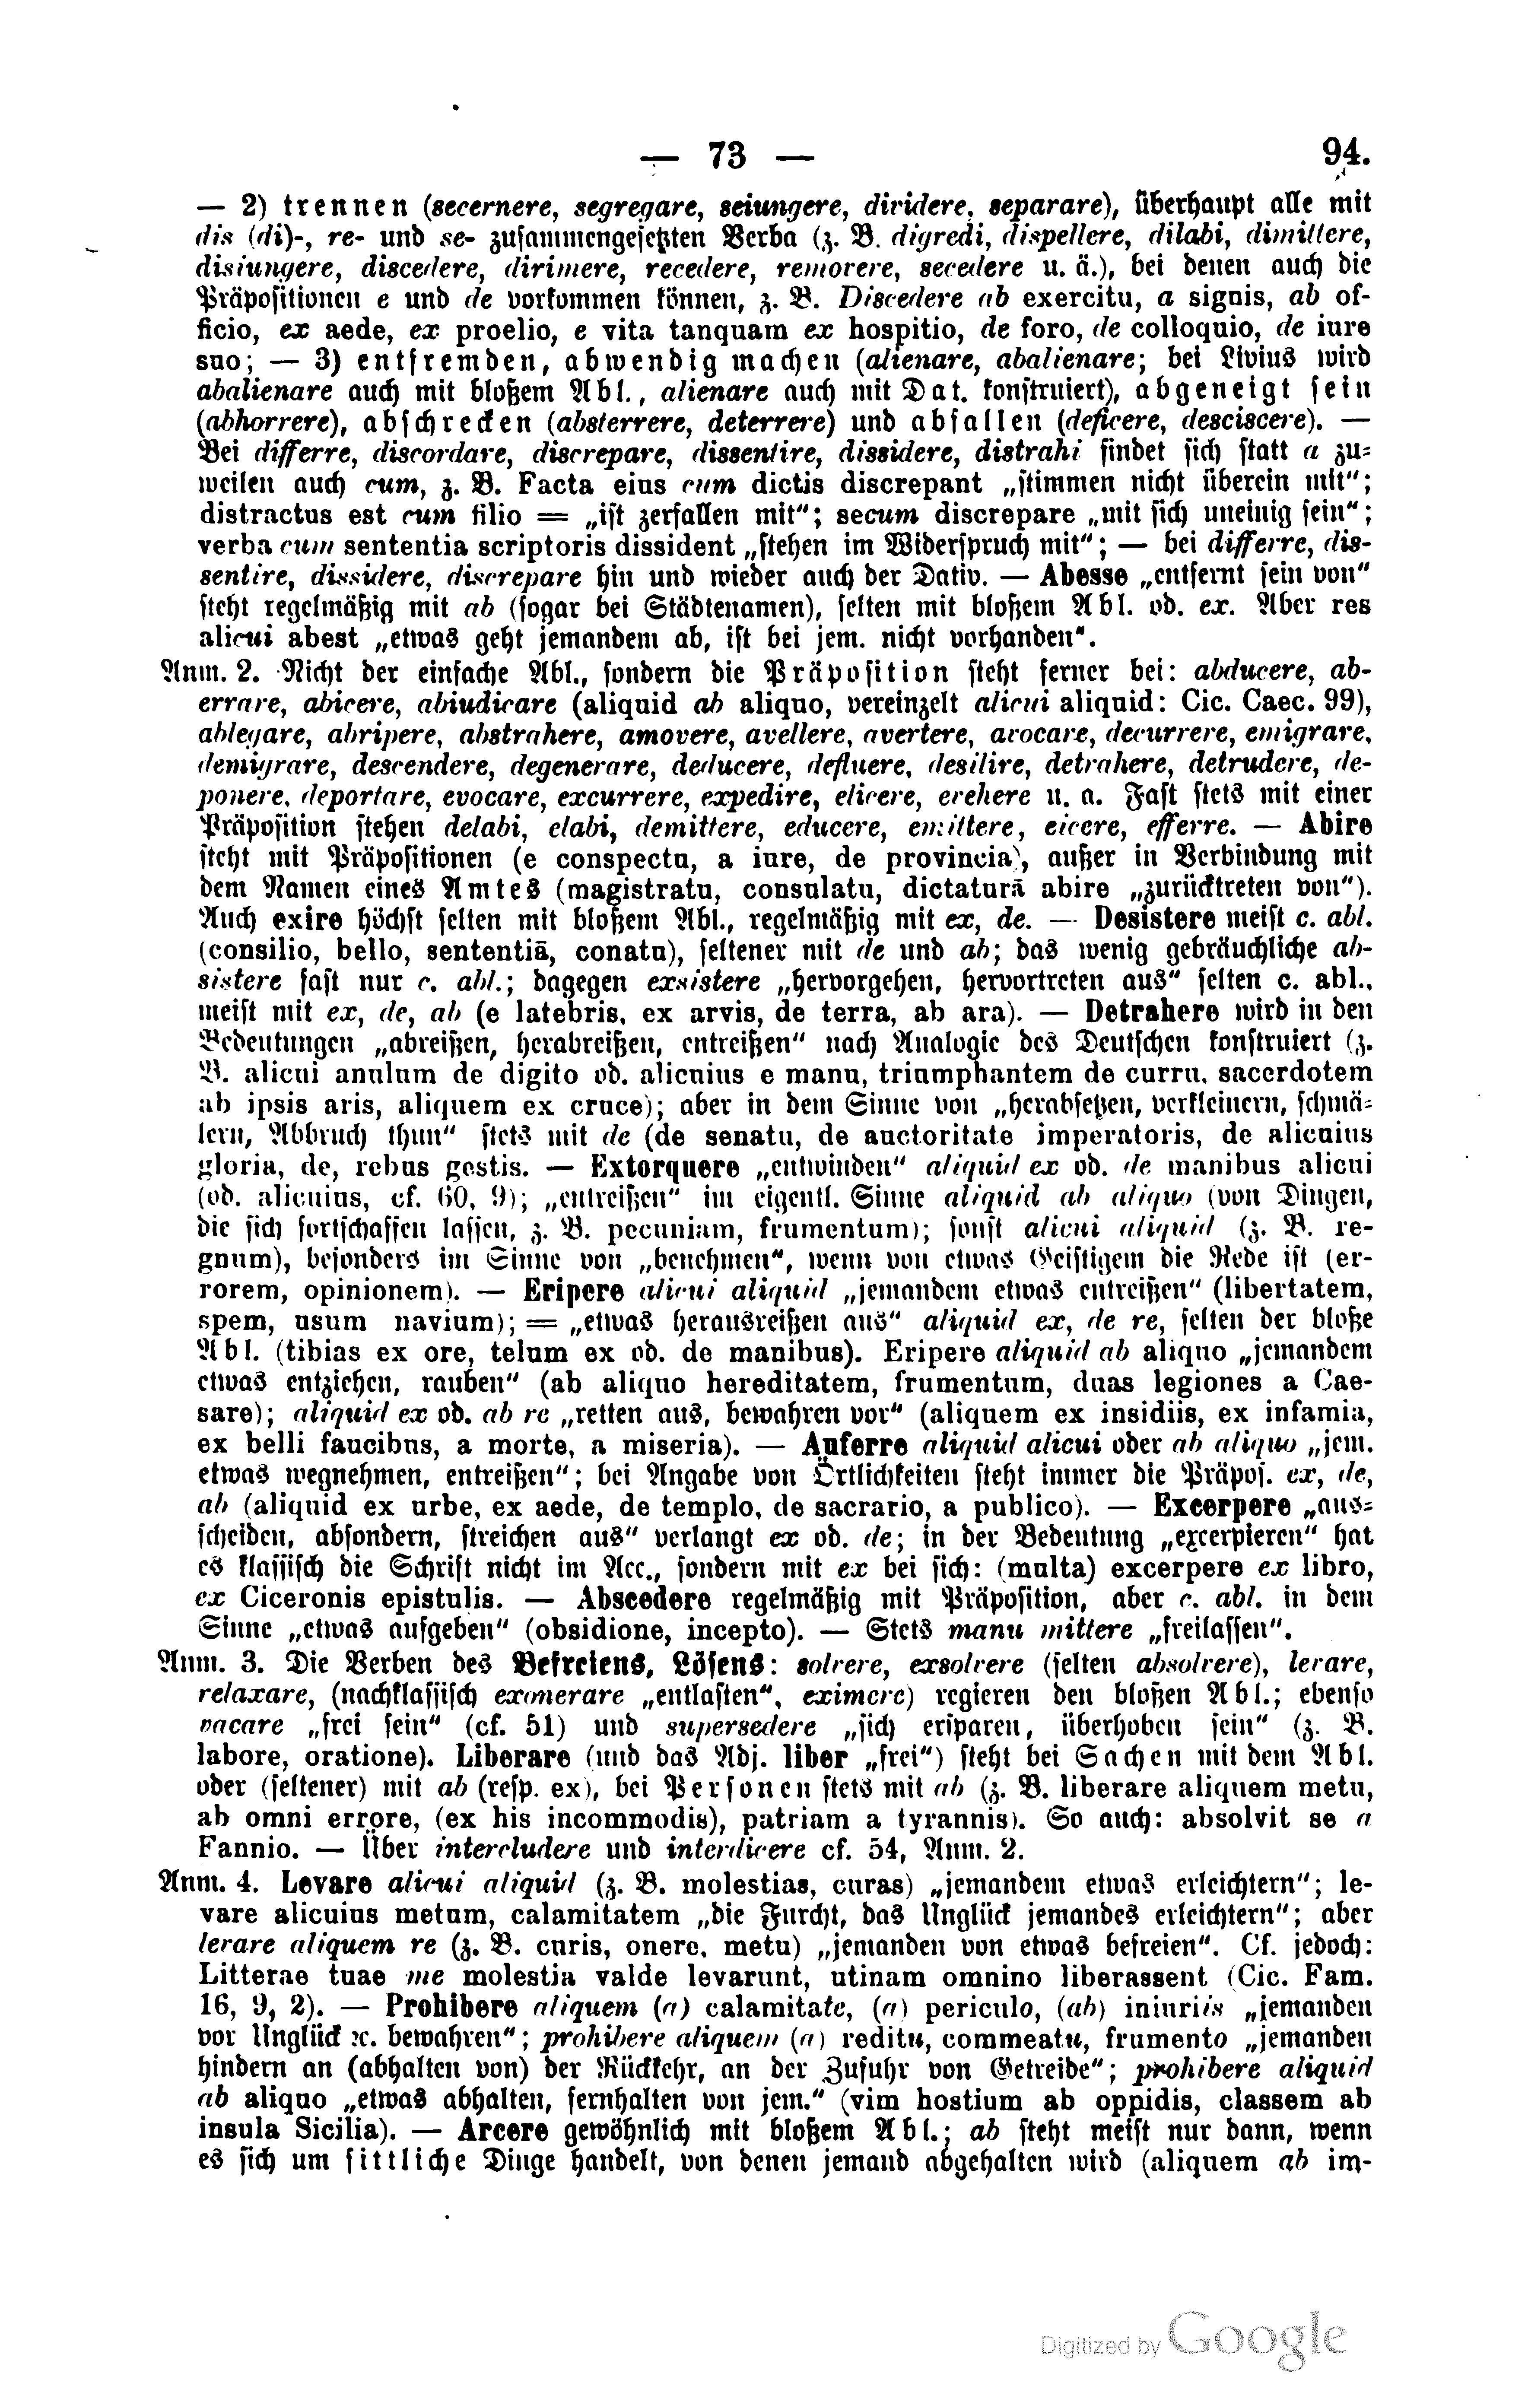 — 73 —
94.
— 2) trennen (secernere, segregare, seiungere, dividere, separare), überhaupt alle mit
dis (di)-, re- und se- zusammengesetzten Verba (z. B. digredi, dispellere, dilabi, dimittere,
disiungere, discedere, dirimere, recedere, removere, secedere u. ä.), bei denen auch die
Präpositionen e und de vorkommen können, z. B. Discedere ab exercitu, a signis, ab of-
ficio, ex aede, ex proelio, e vita tanquam ex hospitio, de foro, de colloquio, de iure
suo; — 3) entfremden, abwendig machen (alienare, abalienare; bei Livius wird
abalienare auch mit bloßem Abl., alienare auch mit Dat. konstruiert), abgeneigt sein
(abhorrere), abschrecken (absterrere, deterrere) und abfallen (deficere, desciscere). —
Bei differre, discordare, discrepare, dissentire, dissidere, distrahi findet sich statt a zu-
weilen auch cum, z. B. Facta eius cum dictis discrepant „stimmen nicht überein mit“;
distractus est cum filio = „ist zerfallen mit“; secum discrepare „mit sich uneinig sein“;
verba cum sententia scriptoris dissident „stehen im Widerspruch mit“; — bei differre, dis-
sentire, dissidere, discrepare hin und wieder auch der Dativ. — Abesse „entfernt sein von“
steht regelmäßig mit ab (sogar bei Städtenamen), selten mit bloßem Abl. od. ex. Aber res
alicui abest „etwas geht jemandem ab, ist bei jem. nicht vorhanden“.
Anm. 2. Nicht der einfache Abl., sondern die Präposition steht ferner bei: abducere, ab-
errare, abicere, abiudicare (aliquid ab aliquo, vereinzelt alicui aliquid: Cic. Caec. 99),
ablegare, abripere, abstrahere, amovere, avellere, avertere, avocare, decurrere, emigrare,
demigrare, descendere, degenerare, deducere, defluere, desilire, detrahere, detrudere, de-
ponere, deportare, evocare, excurrere, expedire, elicere, evehere u. a. Fast stets mit einer
Präposition stehen delabi, elabi, demittere, educere, emittere, eicere, efferre. — Abire
steht mit Präpositionen (e conspectu, a iure, de provincia), außer in Verbindung mit
dem Namen eines Amtes (magistratu, consulatu, dictaturā abire „zurücktreten von“).
Auch exire höchst selten mit bloßem Abl., regelmäßig mit ex, de. — Desistere meist c. abl.
(consilio, bello, sententiā, conatu), seltener mit de und ab; das wenig gebräuchliche ab-
sistere fast nur c. abl.; dagegen exsistere „hervorgehen, hervortreten aus“ selten c. abl.,
meist mit ex, de, ab (e latebris, ex arvis, de terra, ab ara). — Detrahere wird in den
Bedeutungen „abreißen, herabreißen, entreißen“ nach Analogie des Deutschen konstruiert (z.
B. alicui anulum de digito od. alicuius e manu, triumphantem de curru, sacerdotem
ab ipsis aris, aliquem ex cruce); aber in dem Sinne von „herabsetzen, verkleinern, schmä-
lern, Abbruch thun“ stets mit de (de senatu, de auctoritate imperatoris, de alicuius
gloria, de, rebus gestis. — Extorquere „entwinden“ aliquid ex od. de manibus alicui
(od. alicuius, cf. 60, 9); „entreißen“ im eigentl. Sinne aliquid ab aliquo (von Dingen,
die sich fortschaffen lassen, z. B. pecuniam, frumentum); sonst alicui aliquid (z. B. re-
gnum), besonders im Sinne von „benehmen“, wenn von etwas Geistigem die Rede ist (er-
rorem, opinionem). — Eripere alicui aliquid „jemandem etwas entreißen“ (libertatem,
spem, usum navium); = „etwas herausreißen aus“ aliquid ex, de re, selten der bloße
Abl. (tibias ex ore, telum ex od. de manibus). Eripere aliquid ab aliquo „jemandem
etwas entziehen, rauben“ (ab aliquo hereditatem, frumentum, duas legiones a Cae-
sare); aliquid ex od. ab re „retten aus, bewahren vor“ (aliquem ex insidiis, ex infamia,
ex belli faucibus, a morte, a miseria). — Auferre aliquid alicui oder ab aliquo „jem.
etwas wegnehmen, entreißen“; bei Angabe von Örtlichkeiten steht immer die Präpos. ex, de,
ab (aliquid ex urbe, ex aede, de templo, de sacrario, a publico). — Excerpere „aus-
scheiden, absondern, streichen aus“ verlangt ex od. de; in der Bedeutung „excerpieren“ hat
es klassisch die Schrift nicht im Acc., sondern mit ex bei sich: (multa) excerpere ex libro,
ex Ciceronis epistulis. — Abscedere regelmäßig mit Präposition, aber c. abl. in dem
Sinne „etwas aufgeben“ (obsidione, incepto). — Stets manu mittere „freilassen“.
Anm. 3. Die Verben des Befreiens, Lösens: solvere, exsolvere (selten absolvere), levare,
relaxare, (nachklassisch exonerare „entlasten“, eximere) regieren den bloßen Abl.; ebenso
vacare „frei sein“ (cf. 51) und supersedere „sich ersparen, überhoben sein“ (z. B.
labore, oratione). Liberare (und das Adj. liber „frei“) steht bei Sachen mit dem Abl.
oder (seltener) mit ab (resp. ex), bei Personen stets mit ab (z. B. liberare aliquem metu,
ab omni errore, (ex his incommodis), patriam a tyrannis). So auch: absolvit se a
Fannio. — Über intercludere und interdicere cf. 54, Anm. 2.
Anm. 4. Levare alicui aliquid (z. B. molestias, curas) „jemandem etwas erleichtern“; le-
vare alicuius metum, calamitatem „die Furcht, das Unglück jemandes erleichtern“; aber
levare aliquem re (z. B. curis, onere, metu) „jemanden von etwas befreien“. Cf. jedoch:
Litterae tuae me molestia valde levarunt, utinam omnino liberassent (Cic. Fam.
16, 9, 2). — Prohibere aliquem (a) calamitate, (a) periculo, (ab) iniuriis „jemanden
vor Unglück ꝛc. bewahren“; prohibere aliquem (a) reditu, commeatu, frumento „jemanden
hindern an (abhalten von) der Rückkehr, an der Zufuhr von Getreide“; prohibere aliquid
ab aliquo „etwas abhalten, fernhalten von jem.“ (vim hostium ab oppidis, classem ab
insula Sicilia). — Arcere gewöhnlich mit bloßem Abl.; ab steht meist nur dann, wenn
es sich um sittliche Dinge handelt, von denen jemand abgehalten wird (aliquem ab im-
Digitized by Google